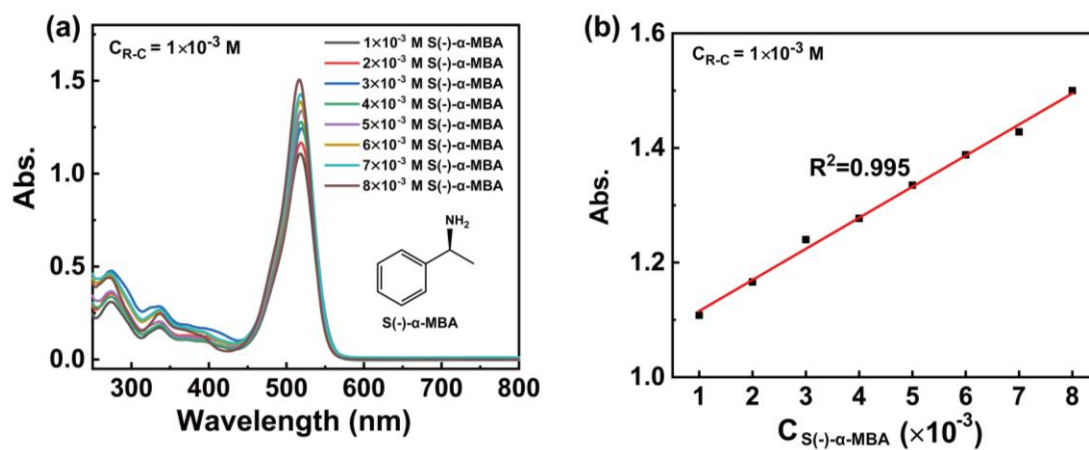 (a)
C R-C = 1×10⁻³ M
1×10⁻³ M S(-)-α-MBA
2×10⁻³ M S(-)-α-MBA
3×10⁻³ M S(-)-α-MBA
4×10⁻³ M S(-)-α-MBA
5×10⁻³ M S(-)-α-MBA
6×10⁻³ M S(-)-α-MBA
7×10⁻³ M S(-)-α-MBA
8×10⁻³ M S(-)-α-MBA
NH₂
S(-)-α-MBA
Abs.
1.5
1.0
0.5
0.0
300 400 500 600 700 800
Wavelength (nm)
(b)
C R-C = 1×10⁻³ M
R²=0.995
Abs.
1.6
1.4
1.2
1.0
1 2 3 4 5 6 7 8
C S(-)-α-MBA (×10⁻³)